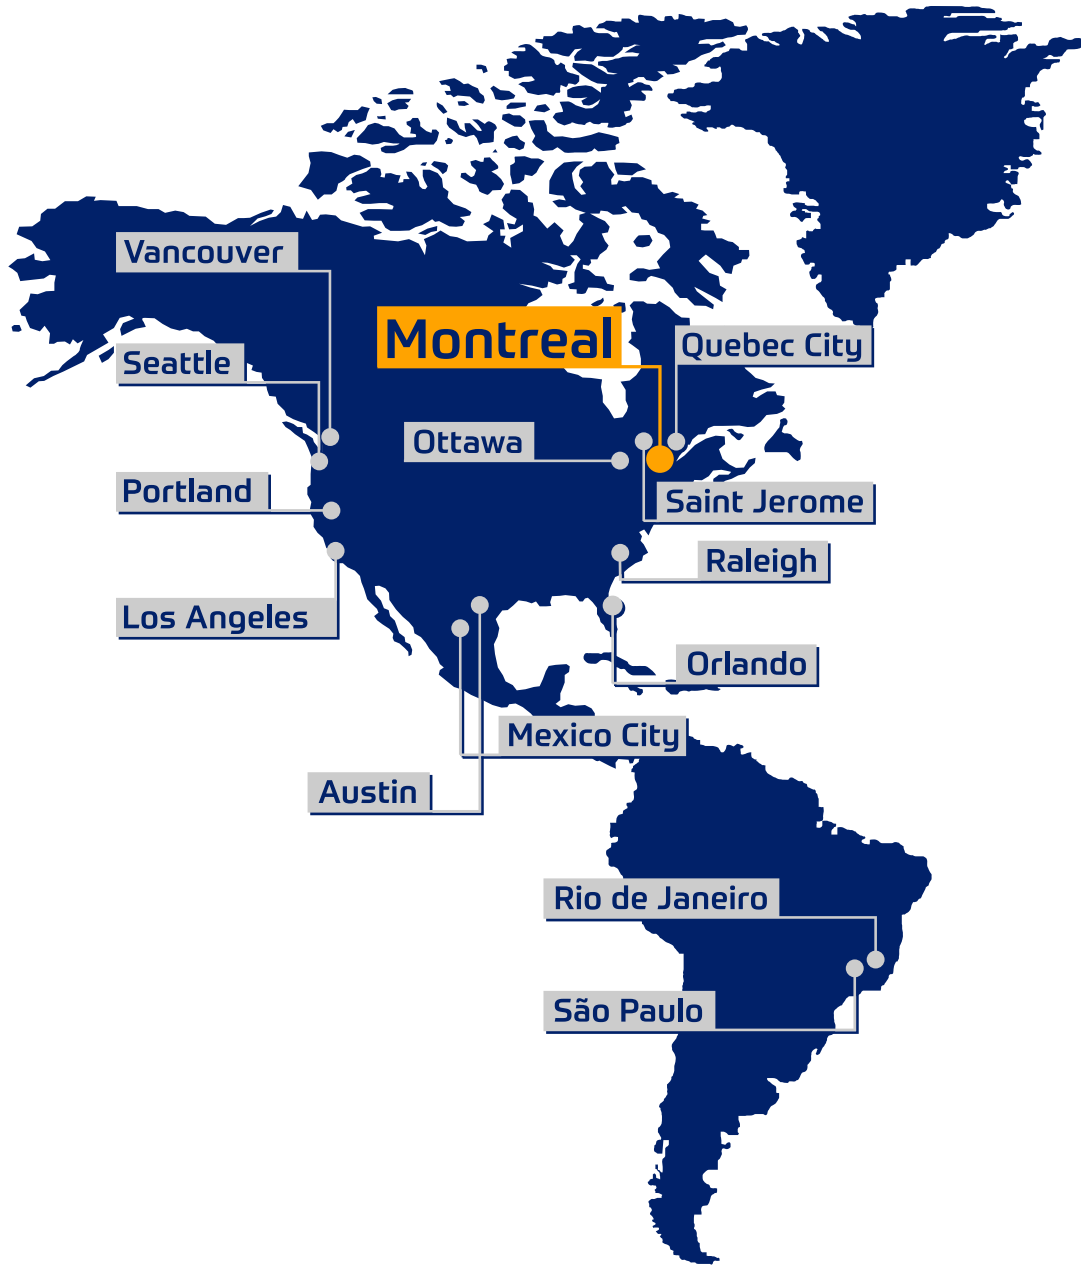 Vancouver
Montreal
Quebec City
Seattle
Ottawa
Portland
Saint Jerome
Raleigh
Los Angeles
Orlando
Mexico City
Austin
Rio de Janeiro
São Paulo